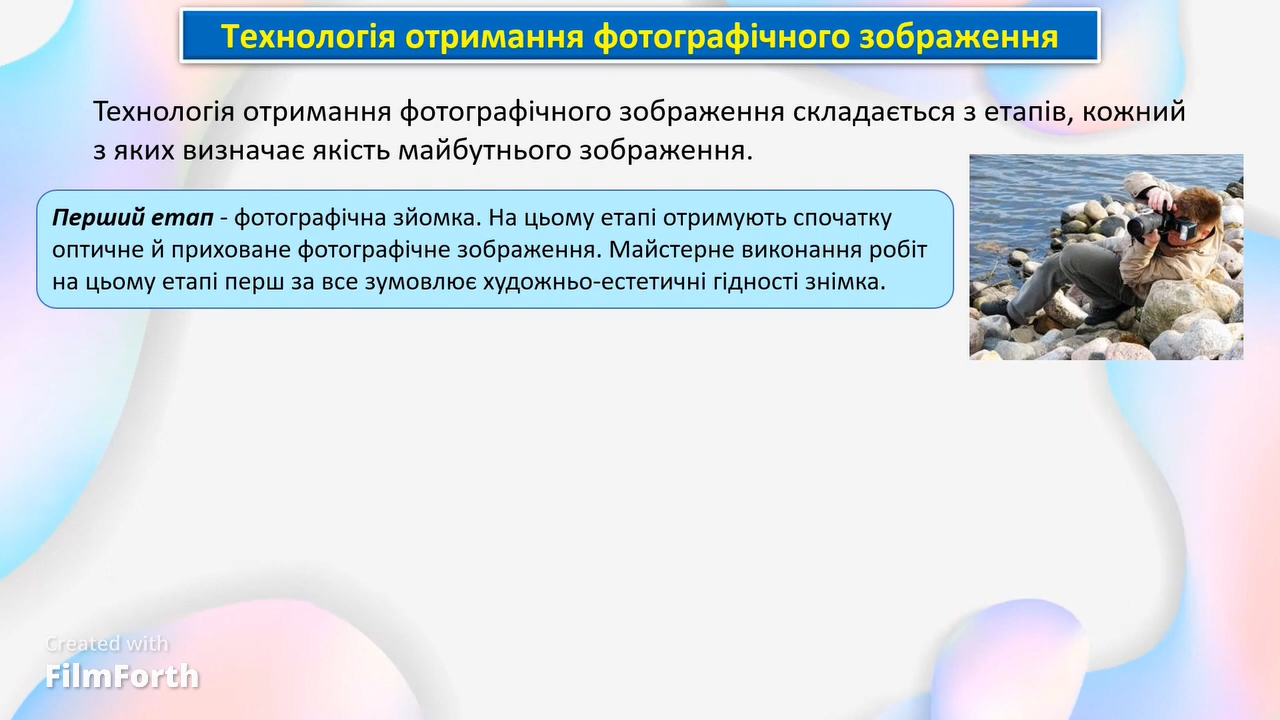 Технологія отримання фотографічного зображення
Технологія отримання фотографічного зображення складається з етапів, кожний
з яких визначає якість майбутнього зображення.
Перший етап - фотографічна зйомка. На цьому етапі отримують спочатку
оптичне й приховане фотографічне зображення. Майстерне виконання робіт
на цьому етапі перш за все зумовлює художньо-естетичні гідності знімка.
Created with
FilmForth